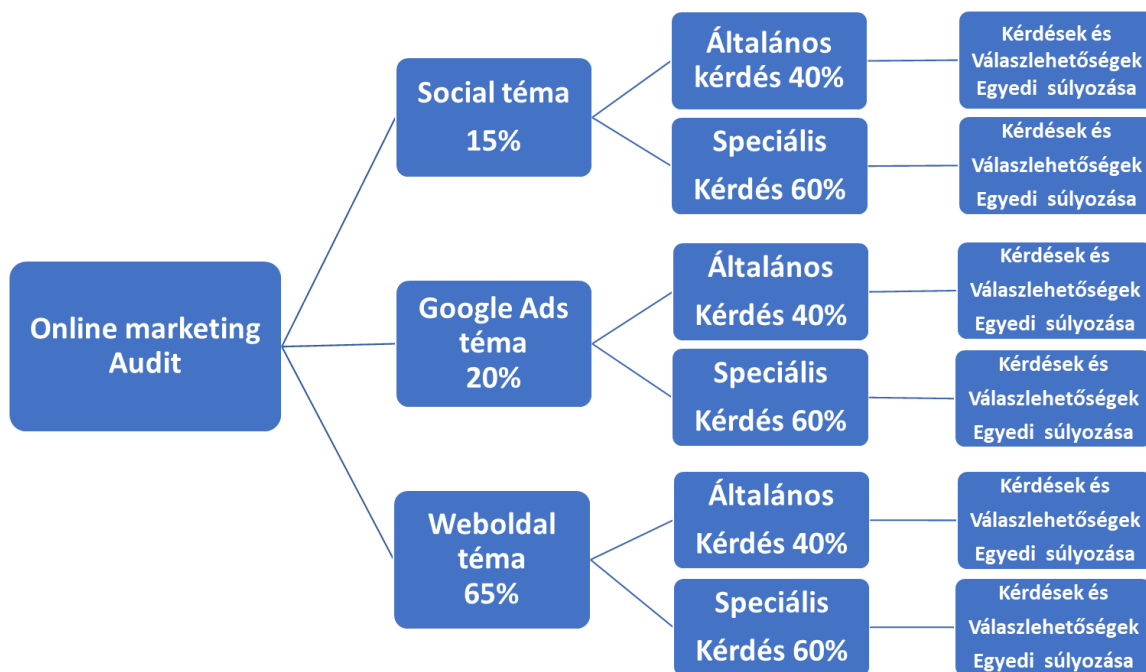 Online marketing
Audit
Social téma
15%
Általános
kérdés 40%
Kérdések és
Válaszlehetőségek
Egyedi súlyozása
Speciális
Kérdés 60%
Kérdések és
Válaszlehetőségek
Egyedi súlyozása
Google Ads
téma
20%
Általános
Kérdés 40%
Kérdések és
Válaszlehetőségek
Egyedi súlyozása
Speciális
Kérdés 60%
Kérdések és
Válaszlehetőségek
Egyedi súlyozása
Weboldal
téma
65%
Általános
Kérdés 40%
Kérdések és
Válaszlehetőségek
Egyedi súlyozása
Speciális
Kérdés 60%
Kérdések és
Válaszlehetőségek
Egyedi súlyozása